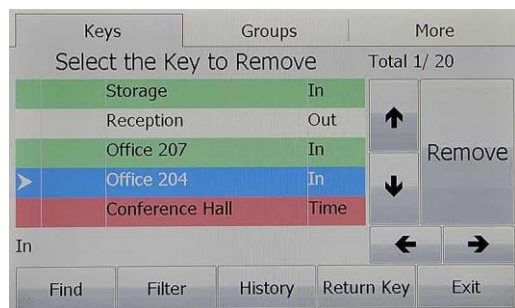 Keys Groups More
Select the Key to Remove Total 1/ 20
Storage In
Reception Out
Office 207 In
Remove
Office 204 In
Conference Hall Time
In
Find Filter History Return Key Exit